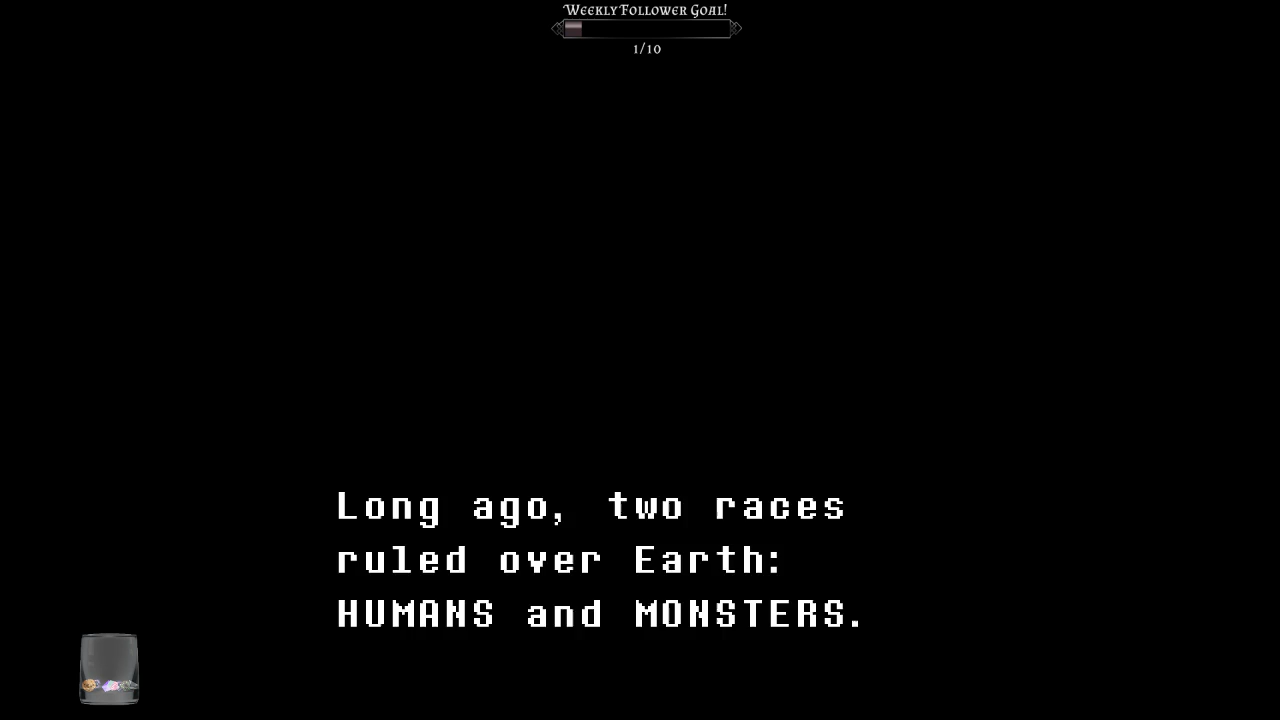 Weekly Follower Goal!
1/10
Long ago, two races
ruled over Earth:
HUMANS and MONSTERS.